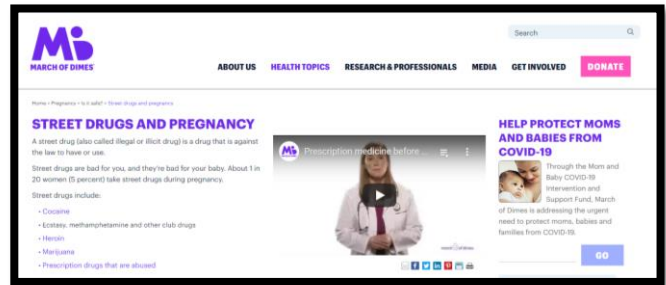 Search
MARCH OF DIMES
ABOUT US HEALTH TOPICS RESEARCH & PROFESSIONALS MEDIA GET INVOLVED DONATE
Home > Pregnancy > Is it safe? > Street drugs and pregnancy
STREET DRUGS AND PREGNANCY
A street drug (also called illegal or illicit drug) is a drug that is against
the law to have or use.
Street drugs are bad for you, and they're bad for your baby. About 1 in
20 women (5 percent) take street drugs during pregnancy.
Street drugs include:
• Cocaine
• Ecstasy, methamphetamine and other club drugs
• Heroin
• Marijuana
• Prescription drugs that are abused
Prescription medicine before ...
march of dimes
HELP PROTECT MOMS
AND BABIES FROM
COVID-19
Through the Mom and
Baby COVID-19
Intervention and
Support Fund, March
of Dimes is addressing the urgent
need to protect moms, babies and
families from COVID-19.
GO